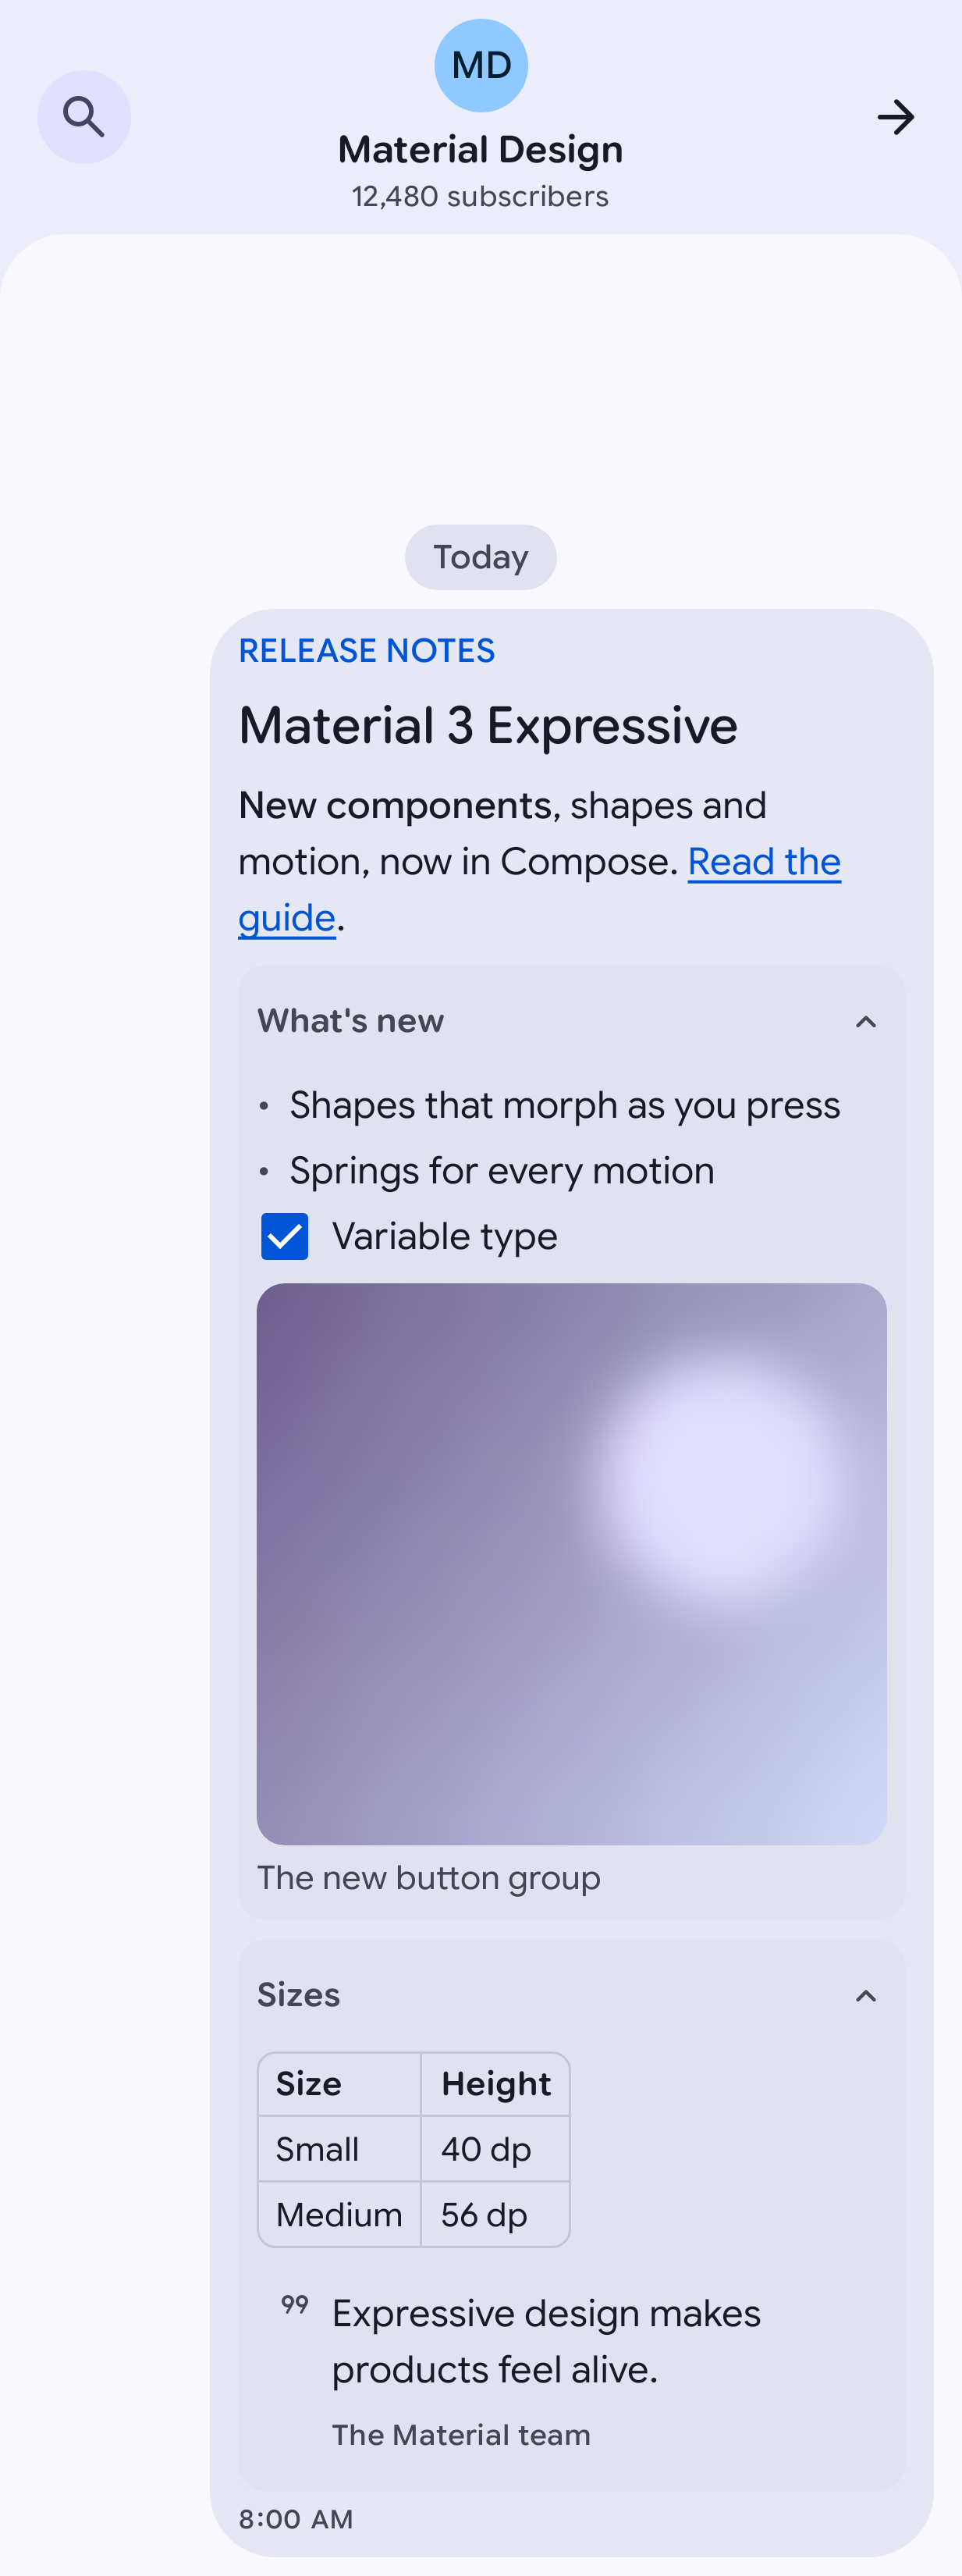 MD
Material Design
12,480 subscribers
Today
RELEASE NOTES
Material 3 Expressive
New components, shapes and
motion, now in Compose. Read the
guide.
What's new
• Shapes that morph as you press
• Springs for every motion
Variable type
The new button group
Sizes
Size Height
Small 40 dp
Medium 56 dp
” Expressive design makes
products feel alive.
The Material team
8:00 AM